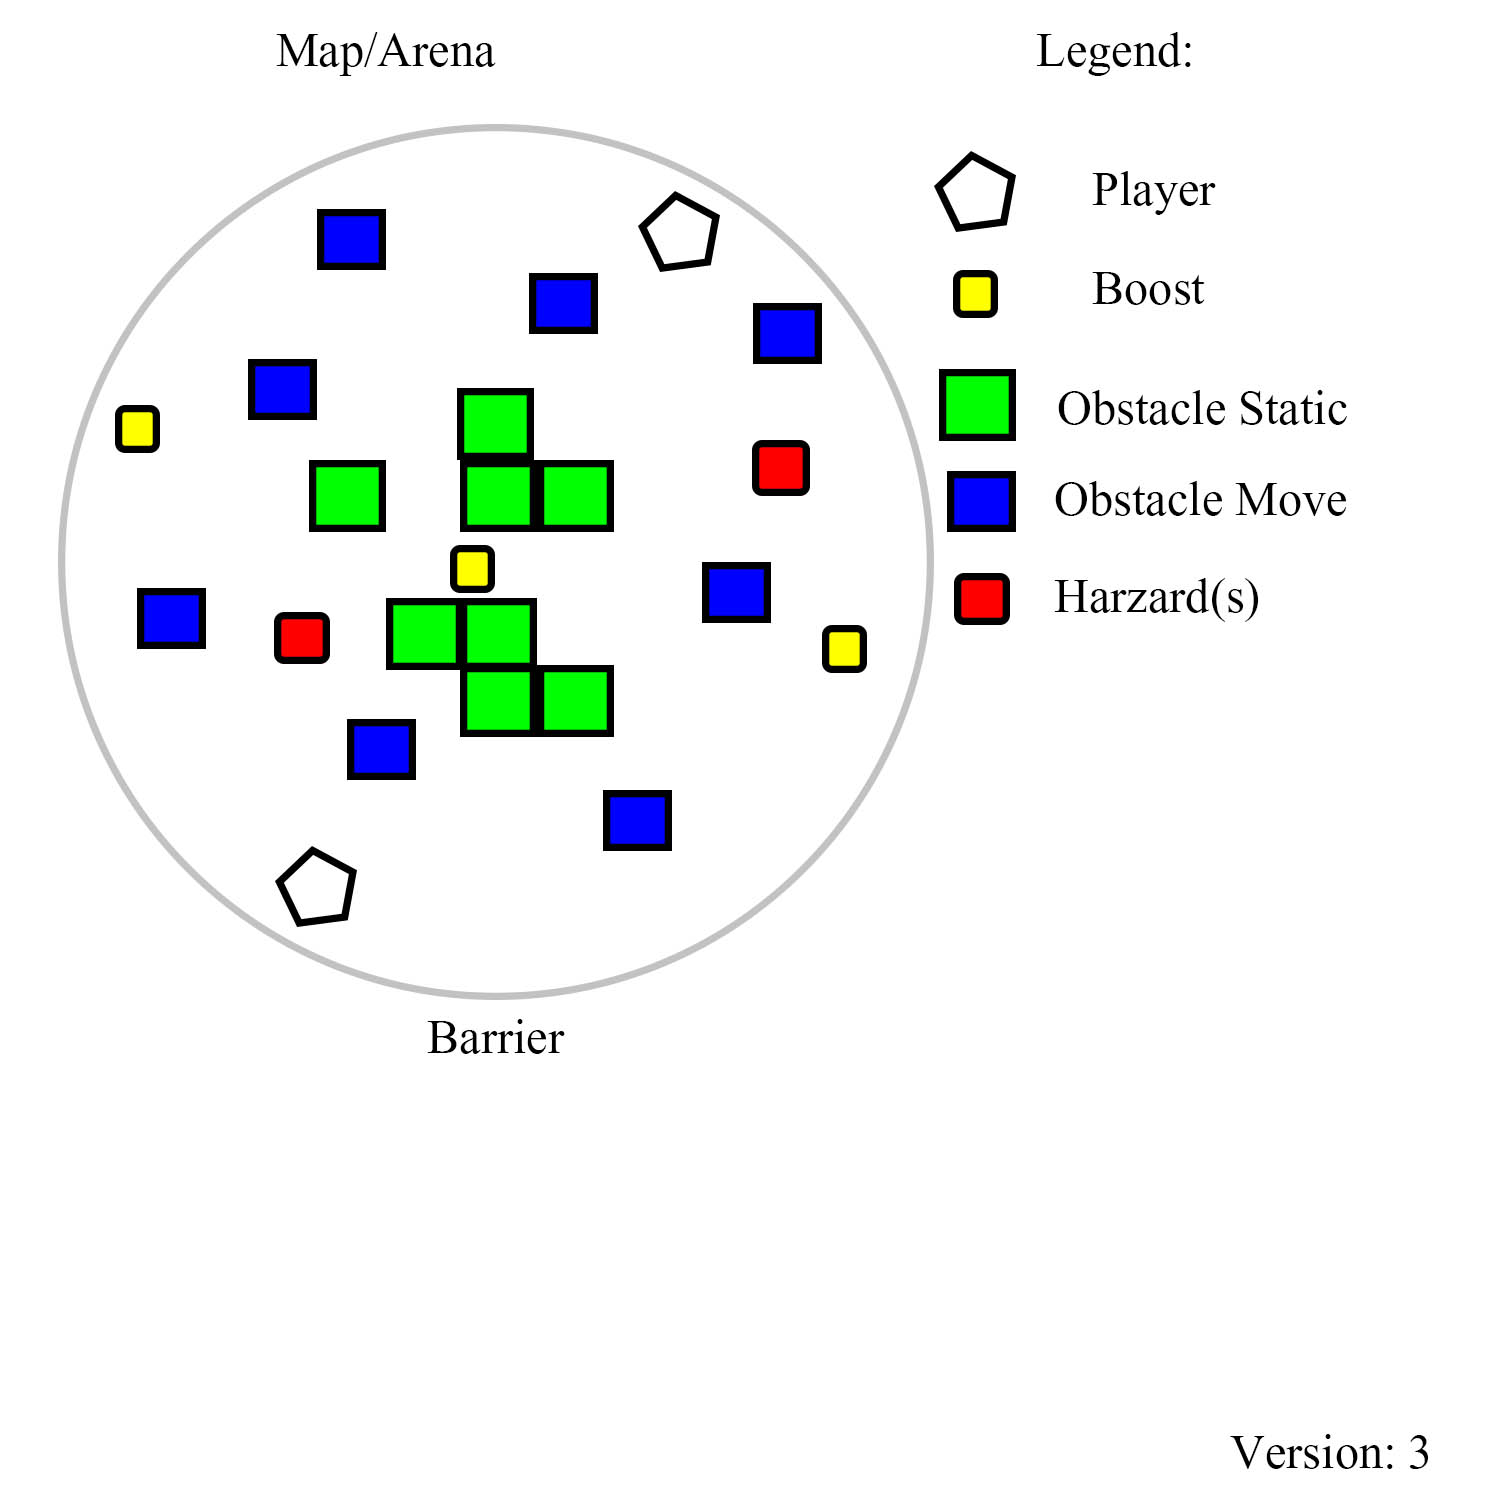 Map/Arena
Legend:
Player
Boost
Obstacle Static
Obstacle Move
Harzard(s)
Barrier
Version: 3